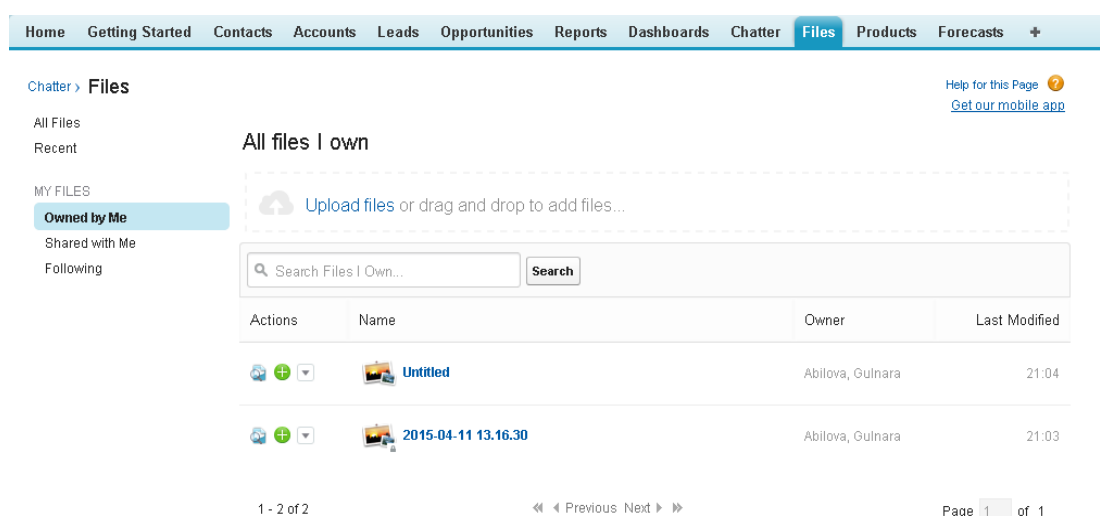 Home Getting Started Contacts Accounts Leads Opportunities Reports Dashboards Chatter Files Products Forecasts +
Chatter › Files
Help for this Page ?
Get our mobile app
All Files
Recent
MY FILES
Owned by Me
Shared with Me
Following
All files I own
Upload files or drag and drop to add files...
Search Files I Own... Search
Actions Name Owner Last Modified
Untitled Abilova, Gulnara 21:04
2015-04-11 13.16.30 Abilova, Gulnara 21:03
1 - 2 of 2 Previous Next Page 1 of 1